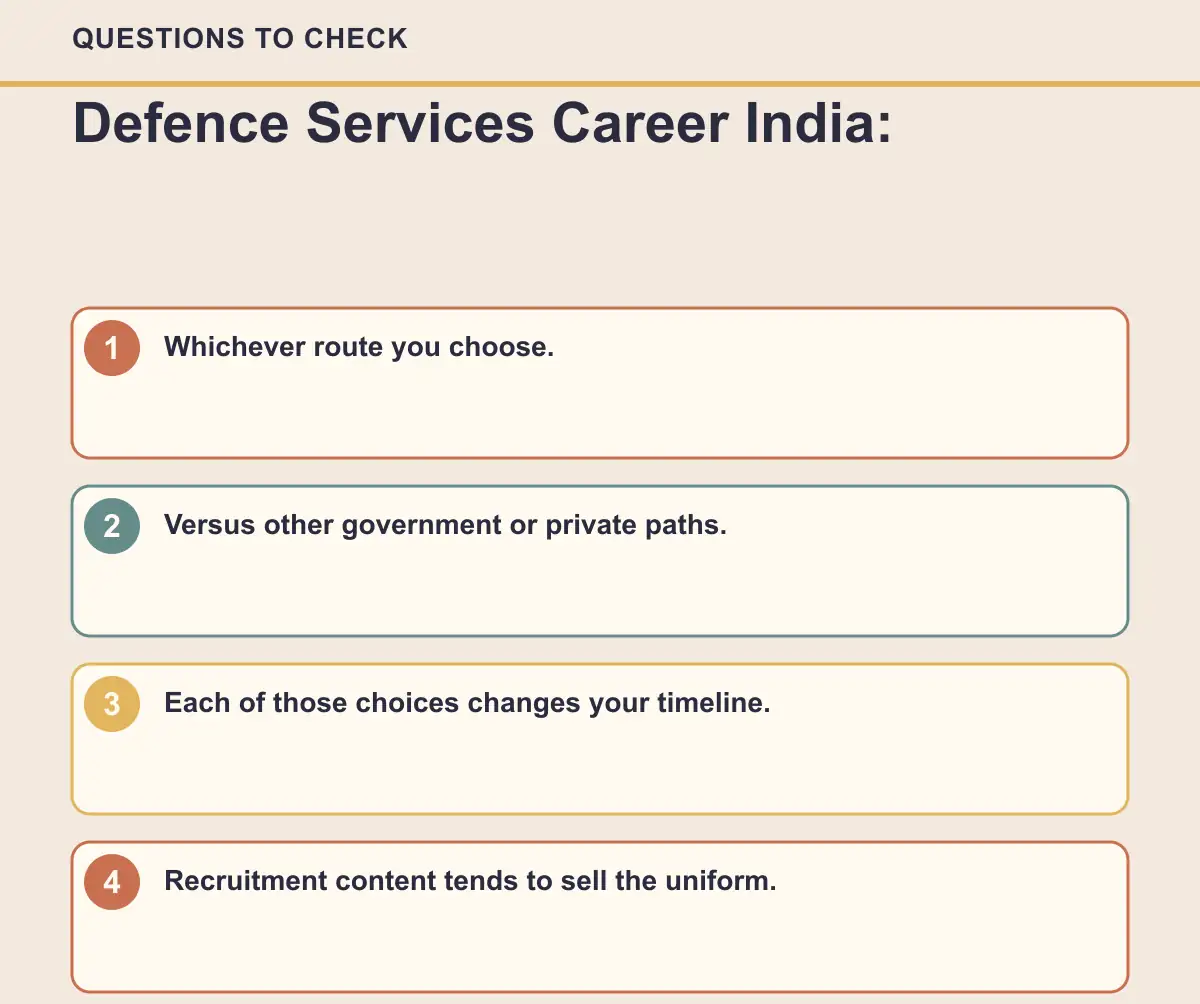 QUESTIONS TO CHECK
Defence Services Career India:
1 Whichever route you choose.
2 Versus other government or private paths.
3 Each of those choices changes your timeline.
4 Recruitment content tends to sell the uniform.